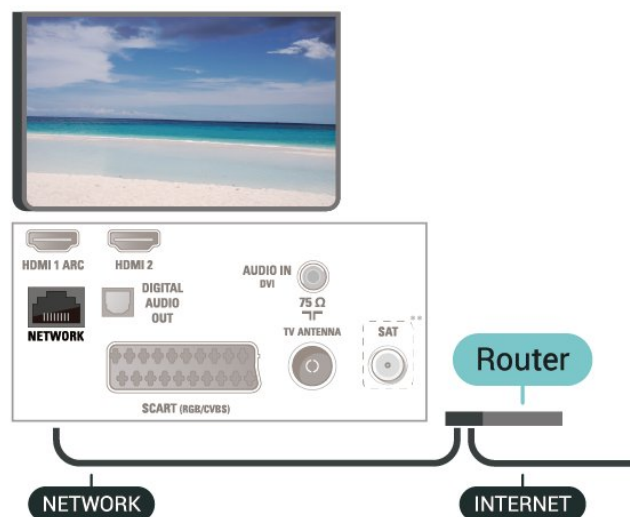 HDMI 1 ARC
HDMI 2
AUDIO IN
DVI
DIGITAL
AUDIO
OUT
75 Ω
NETWORK
TV ANTENNA
SAT
SCART (RGB/CVBS)
Router
NETWORK
INTERNET